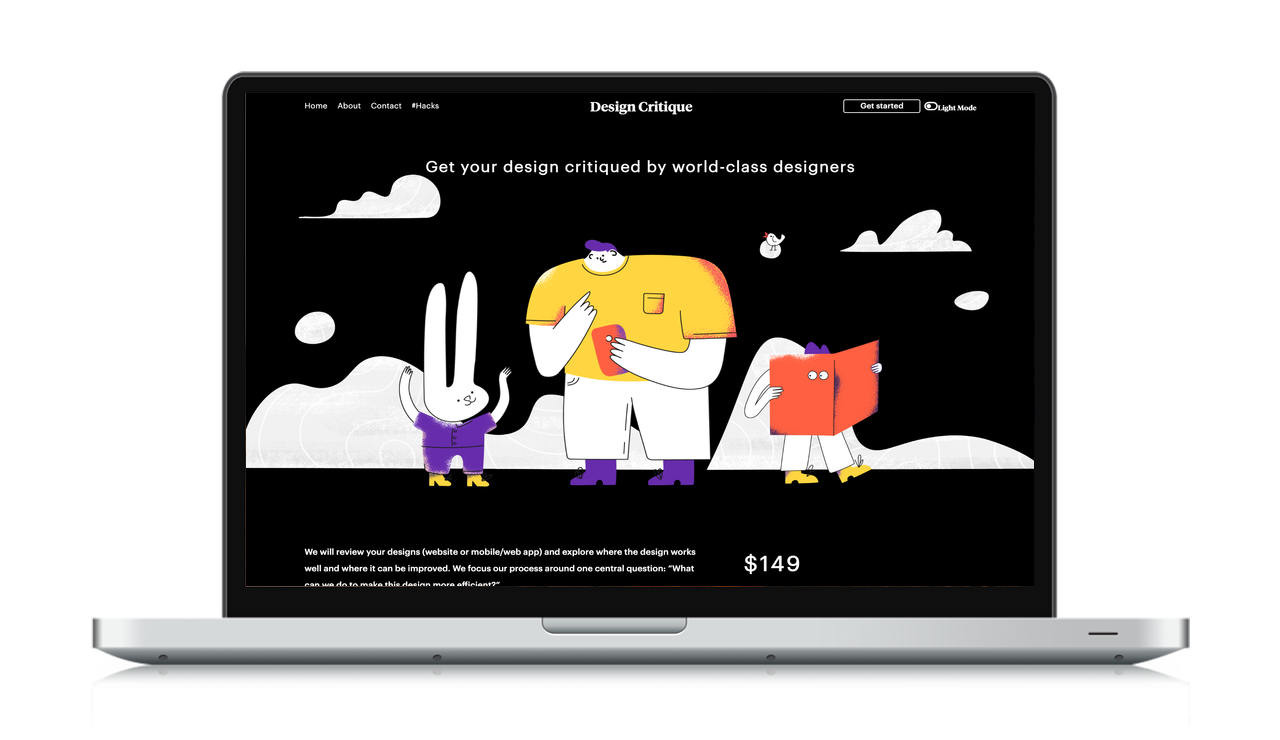 Home About Contact #Hacks Design Critique Get started Light Mode
Get your design critiqued by world-class designers
We will review your designs (website or mobile/web app) and explore where the design works
well and where it can be improved. We focus our process around one central question: “What
can we do to make this design more efficient?”
$149